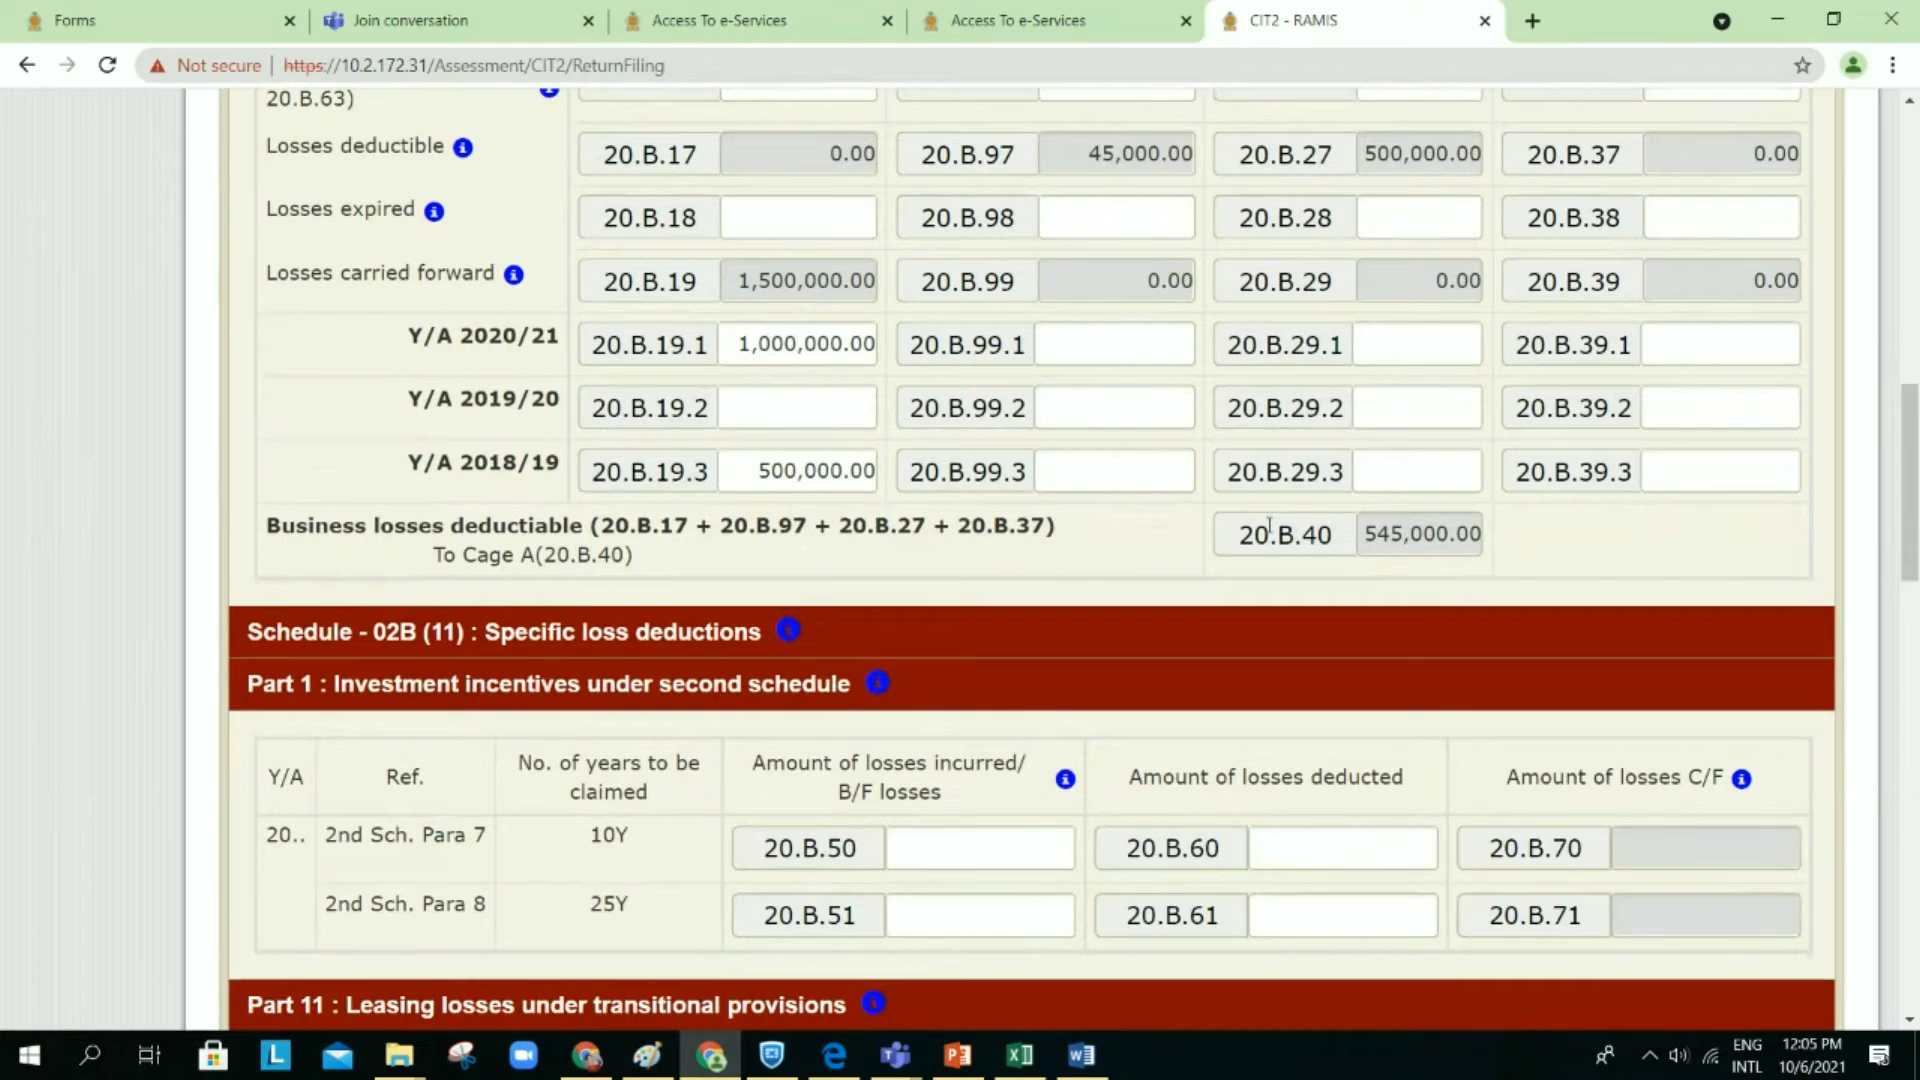 Forms
Join conversation
Access To e-Services
Access To e-Services
CIT2 - RAMIS
Not secure | https://10.2.172.31/Assessment/CIT2/ReturnFiling
20.B.63)
Losses deductible 20.B.17 0.00 20.B.97 45,000.00 20.B.27 500,000.00 20.B.37 0.00
Losses expired 20.B.18 20.B.98 20.B.28 20.B.38
Losses carried forward 20.B.19 1,500,000.00 20.B.99 0.00 20.B.29 0.00 20.B.39 0.00
Y/A 2020/21 20.B.19.1 1,000,000.00 20.B.99.1 20.B.29.1 20.B.39.1
Y/A 2019/20 20.B.19.2 20.B.99.2 20.B.29.2 20.B.39.2
Y/A 2018/19 20.B.19.3 500,000.00 20.B.99.3 20.B.29.3 20.B.39.3
Business losses deductiable (20.B.17 + 20.B.97 + 20.B.27 + 20.B.37) 20.B.40 545,000.00
To Cage A(20.B.40)
Schedule - 02B (11) : Specific loss deductions
Part 1 : Investment incentives under second schedule
Y/A Ref. No. of years to be claimed Amount of losses incurred/ B/F losses Amount of losses deducted Amount of losses C/F
20.. 2nd Sch. Para 7 10Y 20.B.50 20.B.60 20.B.70
2nd Sch. Para 8 25Y 20.B.51 20.B.61 20.B.71
Part 11 : Leasing losses under transitional provisions
ENG 12:05 PM
INTL 10/6/2021